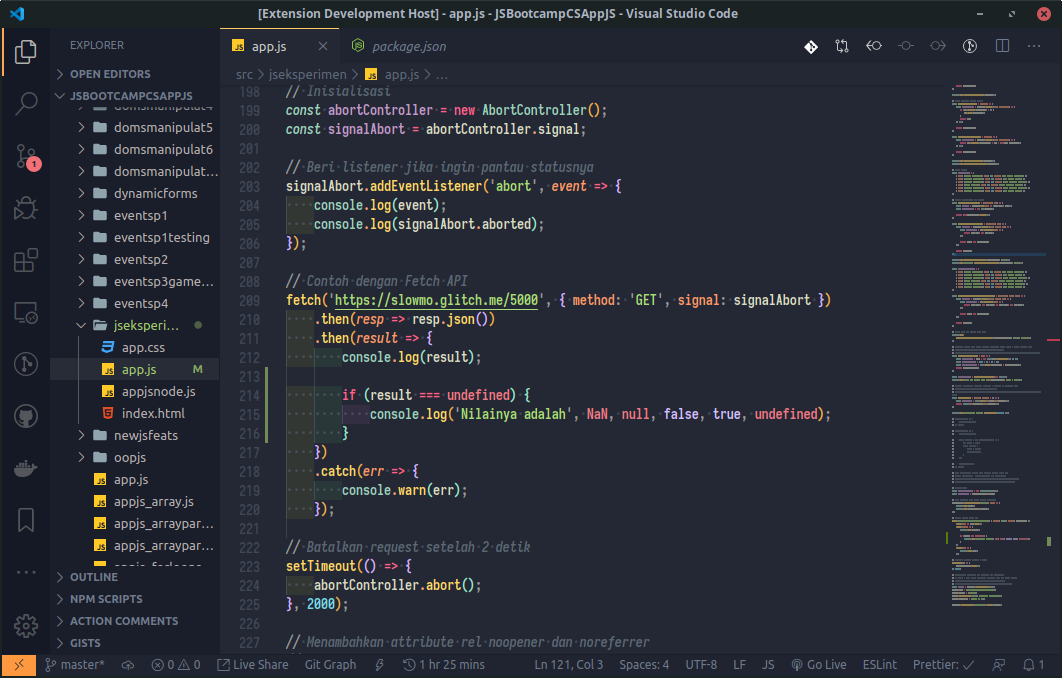 [Extension Development Host] - app.js - JSBootcampCSAppJS - Visual Studio Code
EXPLORER
OPEN EDITORS
JSBOOTCAMPCSAPPJS
domsmanipulat4
domsmanipulat5
domsmanipulat6
domsmanipulat...
dynamicforms
eventsp1
eventsp1testing
eventsp2
eventsp3game...
eventsp4
jseksperi...
app.css
JS app.js M
JS appjsnode.js
index.html
newjsfeats
oopjs
JS app.js
JS appjs_array.js
JS appjs_arraypar...
JS appjs_arraypar...
OUTLINE
NPM SCRIPTS
ACTION COMMENTS
GISTS
1
JS app.js
package.json
src > jseksperimen > JS app.js > ...
198 // Inisialisasi
199 const abortController = new AbortController();
200 const signalAbort = abortController.signal;
201
202 // Beri listener jika ingin pantau statusnya
203 signalAbort.addEventListener('abort', event => {
204 console.log(event);
205 console.log(signalAbort.aborted);
206 });
207
208 // Contoh dengan Fetch API
209 fetch('https://slowmo.glitch.me/5000', { method: 'GET', signal: signalAbort })
210 .then(resp => resp.json())
211 .then(result => {
212 console.log(result);
213
214 if (result === undefined) {
215 console.log('Nilainya adalah', NaN, null, false, true, undefined);
216 }
217 })
218 .catch(err => {
219 console.warn(err);
220 });
221
222 // Batalkan request setelah 2 detik
223 setTimeout(() => {
224 abortController.abort();
225 }, 2000);
226
227 // Menambahkan attribute rel noopener dan noreferrer
master* 0 0 Live Share Git Graph 1 hr 25 mins Ln 121, Col 3 Spaces: 4 UTF-8 LF JS Go Live ESLint Prettier: ✓ 1